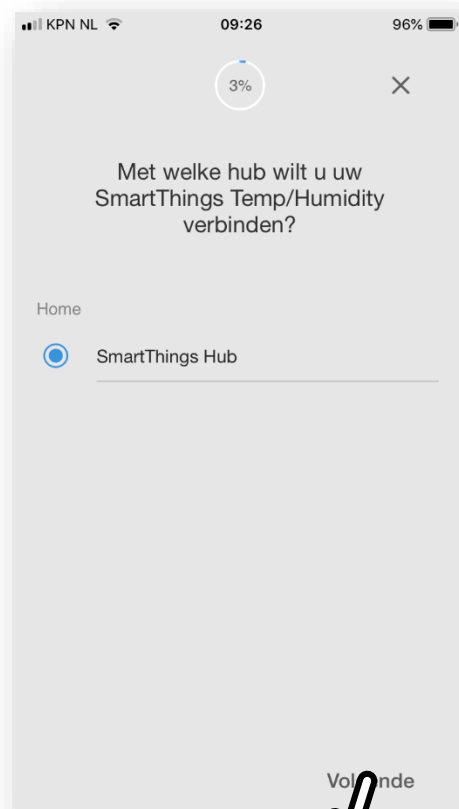 KPN NL 09:26 96%
3%
Met welke hub wilt u uw
SmartThings Temp/Humidity
verbinden?
Home
SmartThings Hub